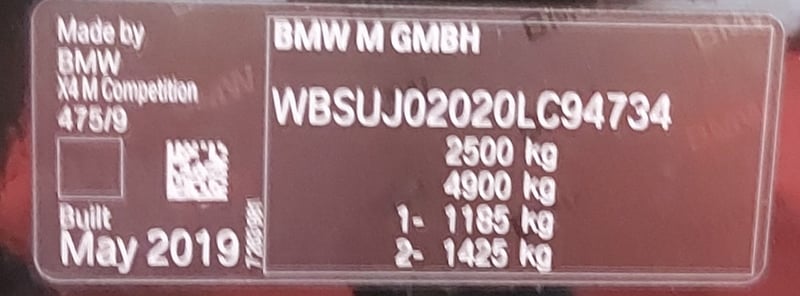 Made by
BMW
X4 M Competition
475/9
Built
May 2019
BMW M GMBH
WBSUJ02020LC94734
2500 kg
4900 kg
1- 1185 kg
2- 1425 kg